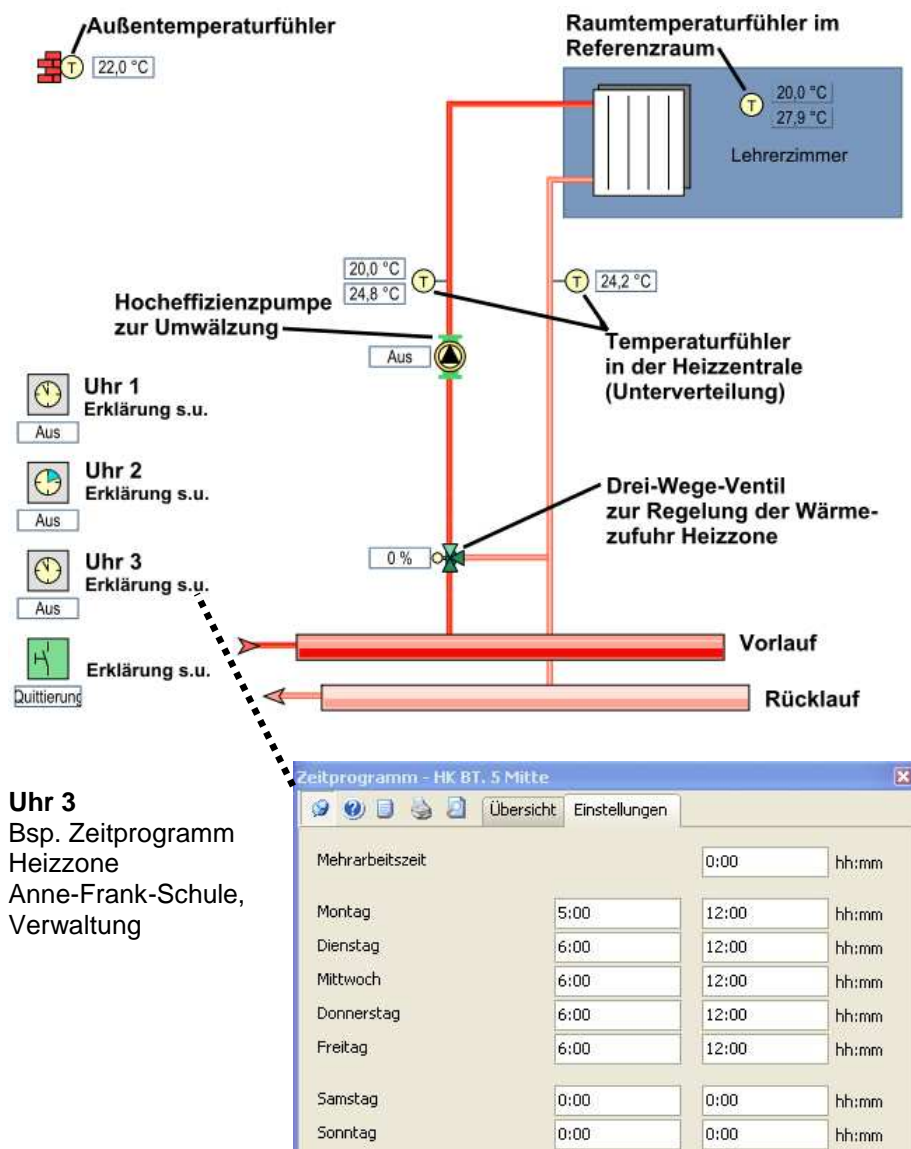 Außentemperaturfühler
T
22,0 °C
Raumtemperaturfühler im
Referenzraum
T
20,0 °C
27,9 °C
Lehrerzimmer
20,0 °C
24,8 °C
T
T
24,2 °C
Hocheffizienzpumpe
zur Umwälzung
Aus
Temperaturfühler
in der Heizzentrale
(Unterverteilung)
Uhr 1
Erklärung s.u.
Aus
Uhr 2
Erklärung s.u.
Aus
Uhr 3
Erklärung s.u.
Aus
Drei-Wege-Ventil
zur Regelung der Wärme-
zufuhr Heizzone
0 %
Erklärung s.u.
Quittierung
Vorlauf
Rücklauf
Uhr 3
Bsp. Zeitprogramm
Heizzone
Anne-Frank-Schule,
Verwaltung
Zeitprogramm - HK BT. 5 Mitte
Übersicht Einstellungen
Mehrarbeitszeit 0:00 hh:mm
Montag 5:00 12:00 hh:mm
Dienstag 6:00 12:00 hh:mm
Mittwoch 6:00 12:00 hh:mm
Donnerstag 6:00 12:00 hh:mm
Freitag 6:00 12:00 hh:mm
Samstag 0:00 0:00 hh:mm
Sonntag 0:00 0:00 hh:mm